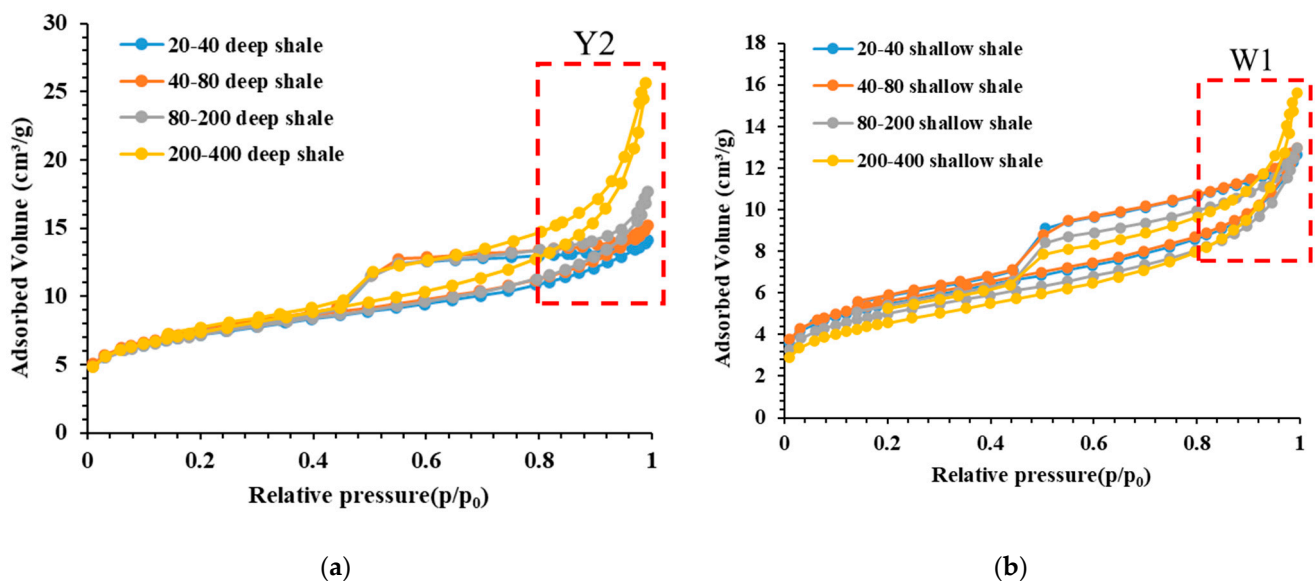 30
25
20
15
10
5
0
Adsorbed Volume (cm³/g)
20-40 deep shale
40-80 deep shale
80-200 deep shale
200-400 deep shale
Y2
0 0.2 0.4 0.6 0.8 1
Relative pressure(p/p₀)
(a)
18
16
14
12
10
8
6
4
2
0
Adsorbed Volume (cm³/g)
20-40 shallow shale
40-80 shallow shale
80-200 shallow shale
200-400 shallow shale
W1
0 0.2 0.4 0.6 0.8 1
Relative pressure(p/p₀)
(b)